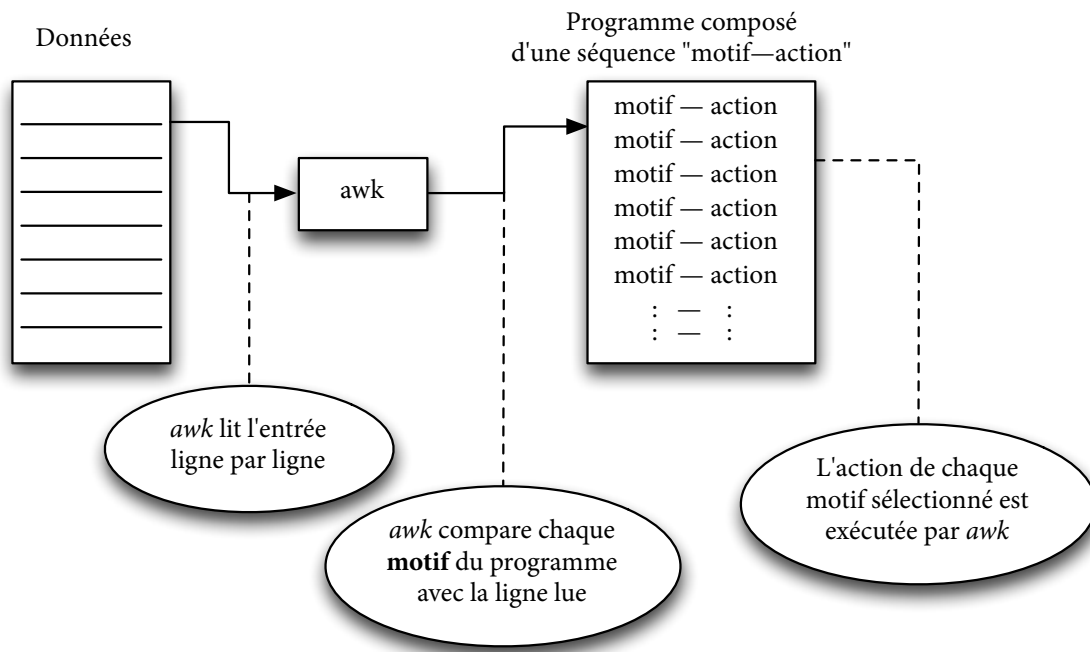 Données
Programme composé
d'une séquence "motif—action"
motif — action
motif — action
motif — action
motif — action
motif — action
motif — action
⋮ — ⋮
⋮ — ⋮
awk
awk lit l'entrée
ligne par ligne
awk compare chaque
motif du programme
avec la ligne lue
L'action de chaque
motif sélectionné est
exécutée par awk